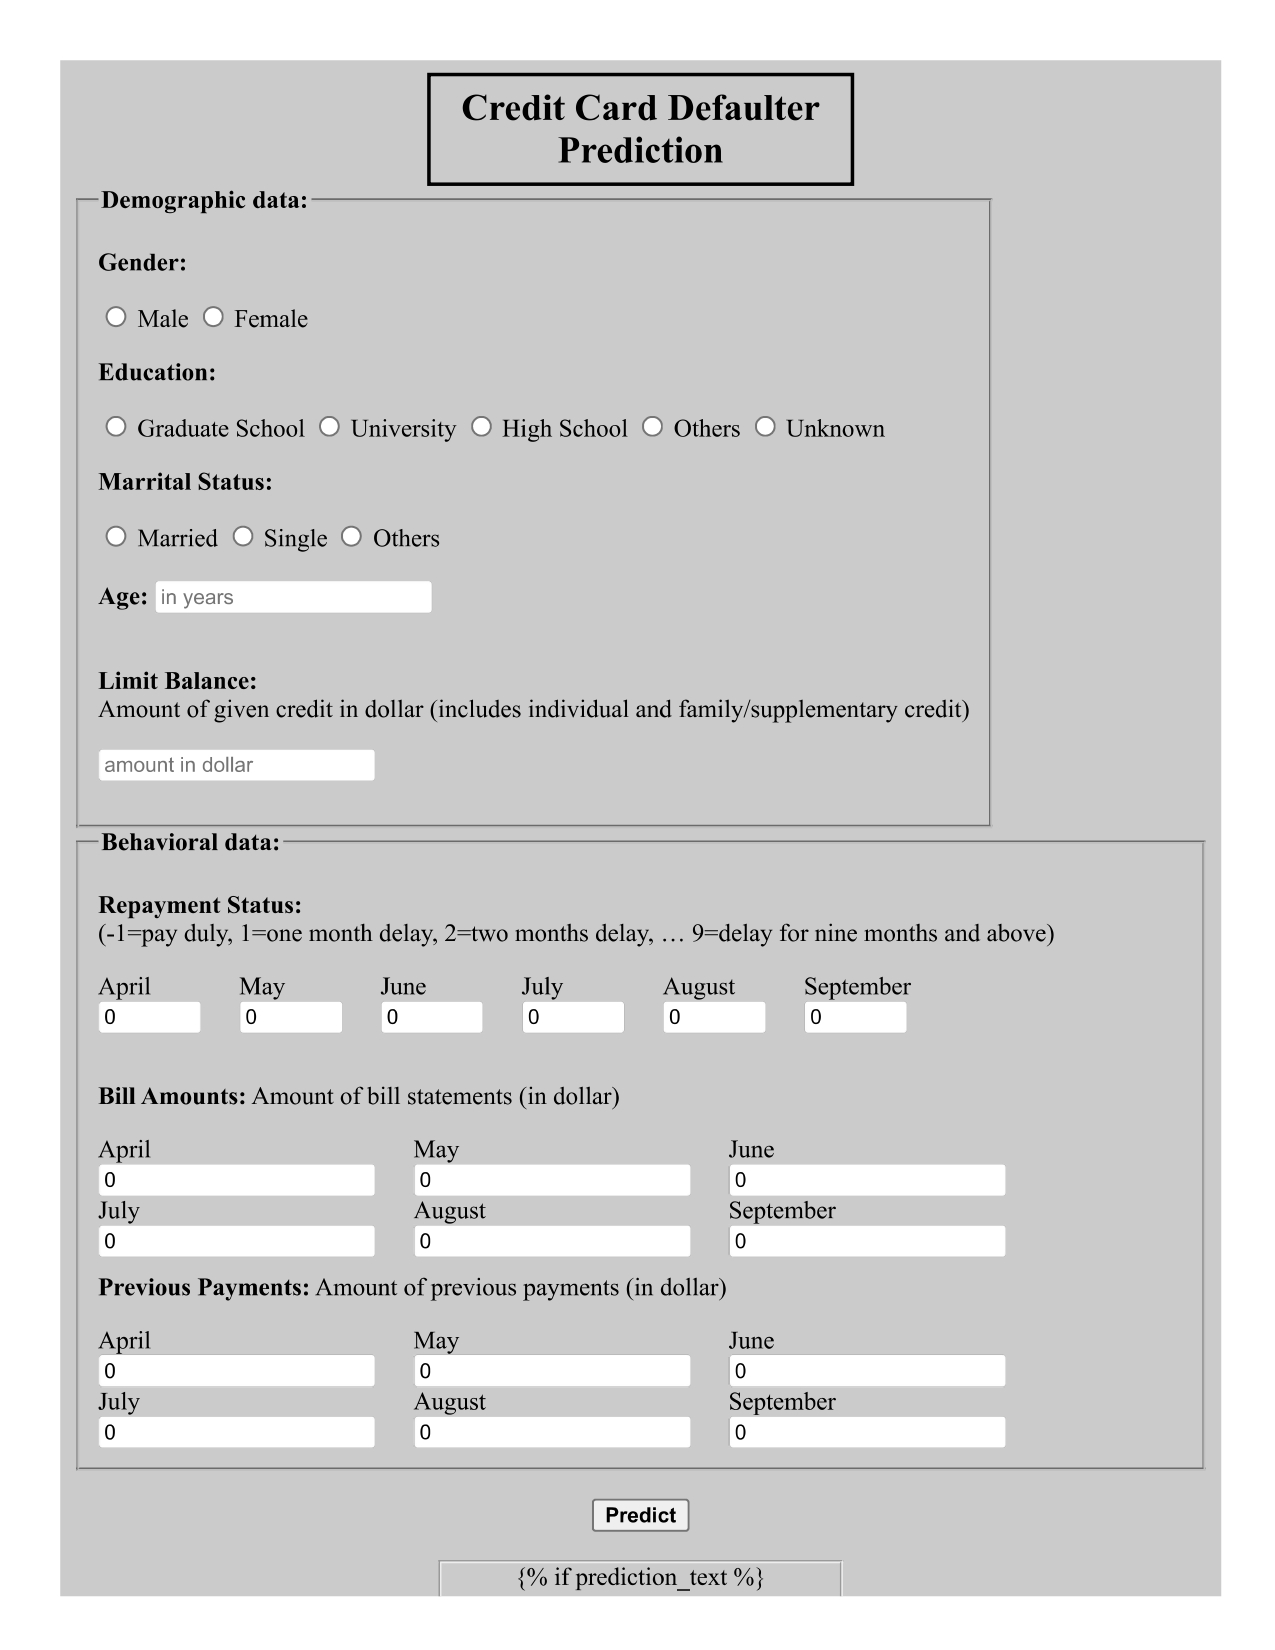 Credit Card Defaulter
Prediction
Demographic data:
Gender:
Male Female
Education:
Graduate School University High School Others Unknown
Marrital Status:
Married Single Others
Age: in years
Limit Balance:
Amount of given credit in dollar (includes individual and family/supplementary credit)
amount in dollar
Behavioral data:
Repayment Status:
(-1=pay duly, 1=one month delay, 2=two months delay, … 9=delay for nine months and above)
April May June July August September
0 0 0 0 0 0
Bill Amounts: Amount of bill statements (in dollar)
April May June
0 0 0
July August September
0 0 0
Previous Payments: Amount of previous payments (in dollar)
April May June
0 0 0
July August September
0 0 0
Predict
{% if prediction_text %}